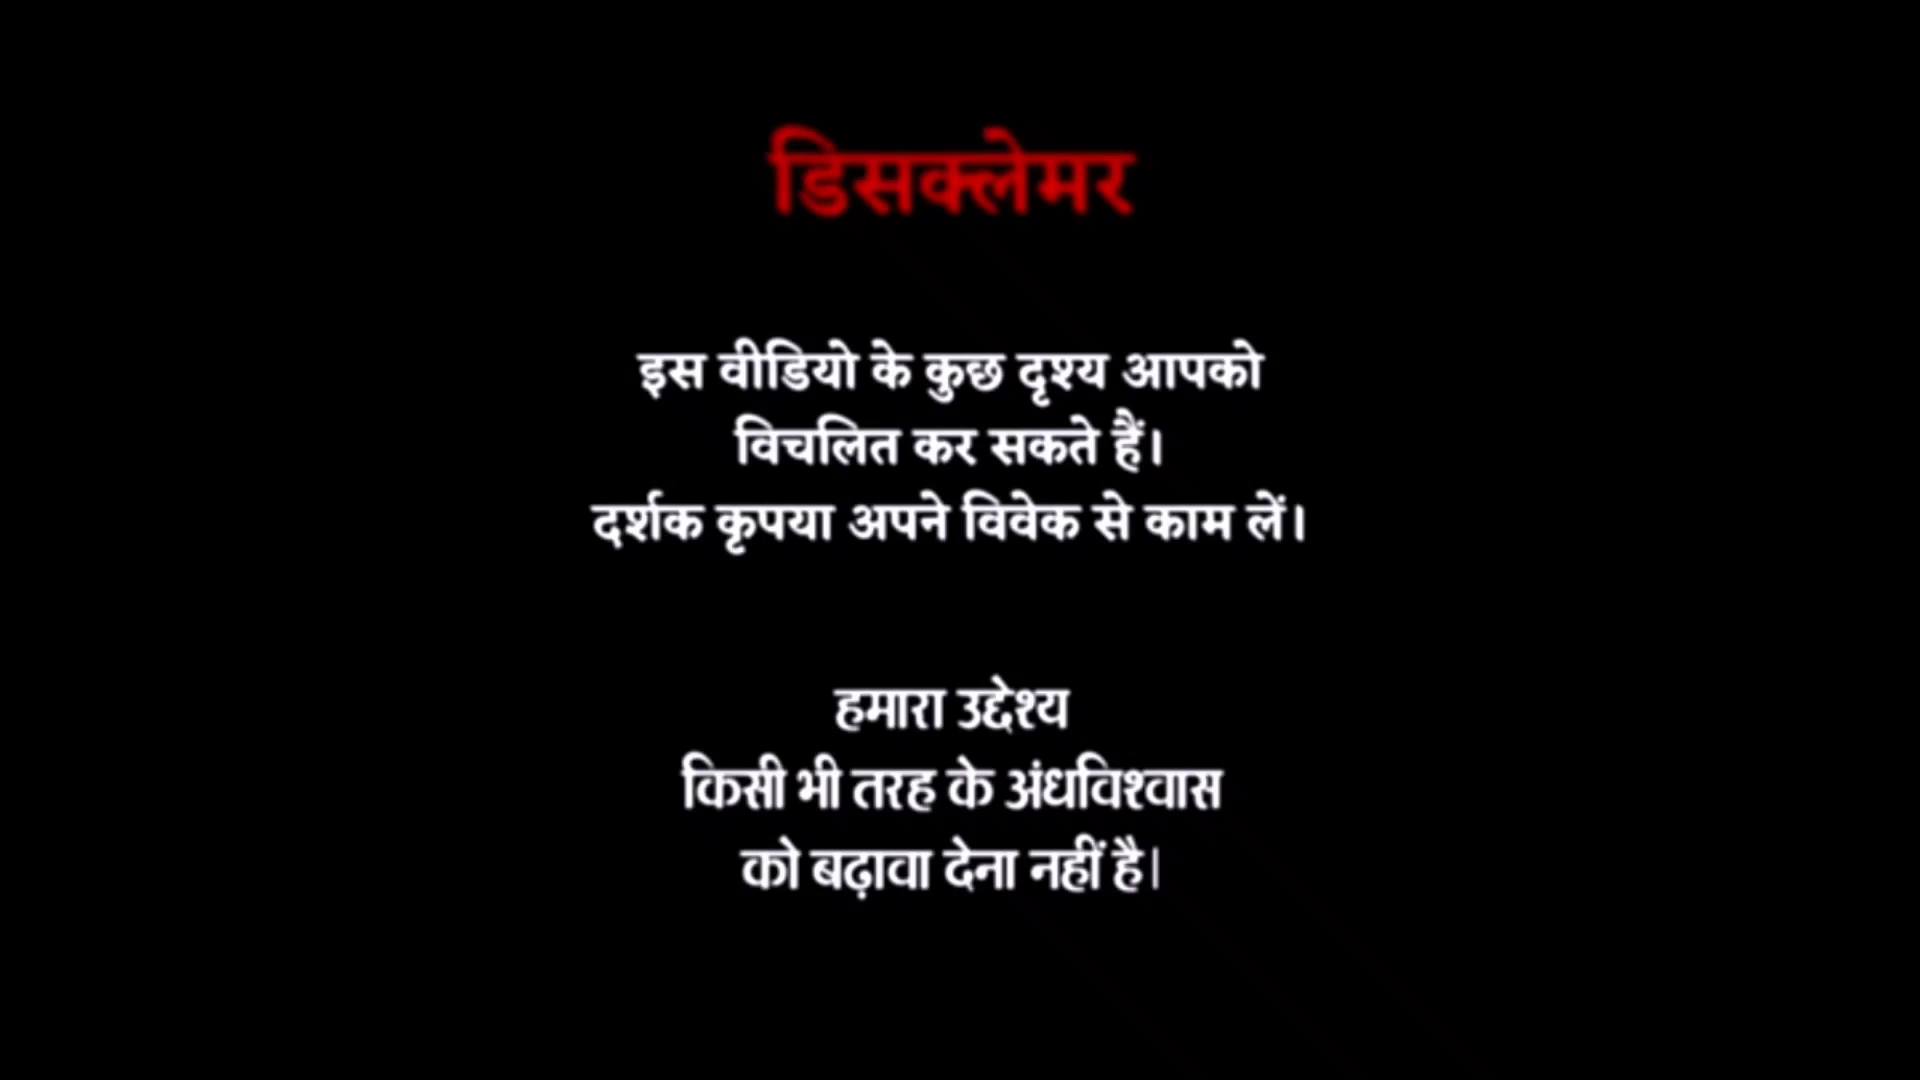 डिसक्लेमर
इस वीडियो के कुछ दृश्य आपको
विचलित कर सकते हैं।
दर्शक कृपया अपने विवेक से काम लें।
हमारा उद्देश्य
किसी भी तरह के अंधविश्वास
को बढ़ावा देना नहीं है|